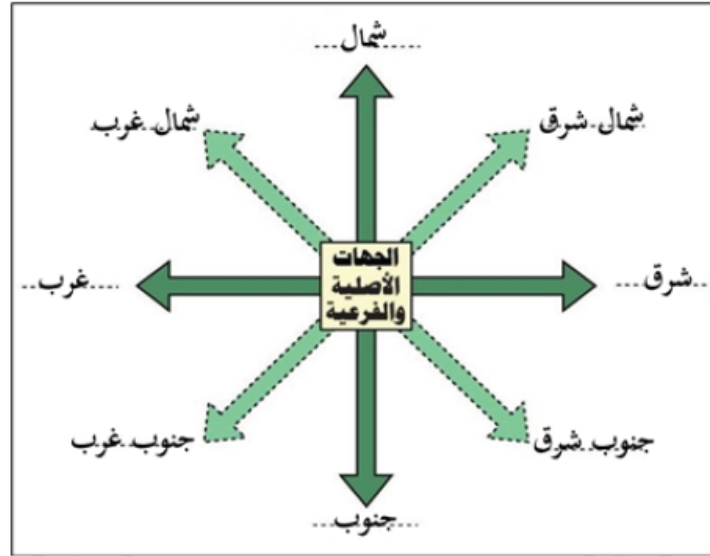 شمال
شمال شرق
شمال غرب
الجهات
الأصلية
والفرعية
شرق
غرب
جنوب شرق
جنوب غرب
جنوب